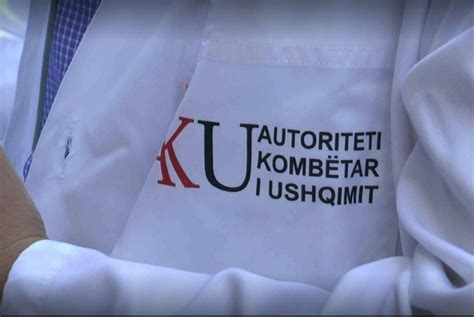 AKU
AUTORITETI
KOMBËTAR
I USHQIMIT